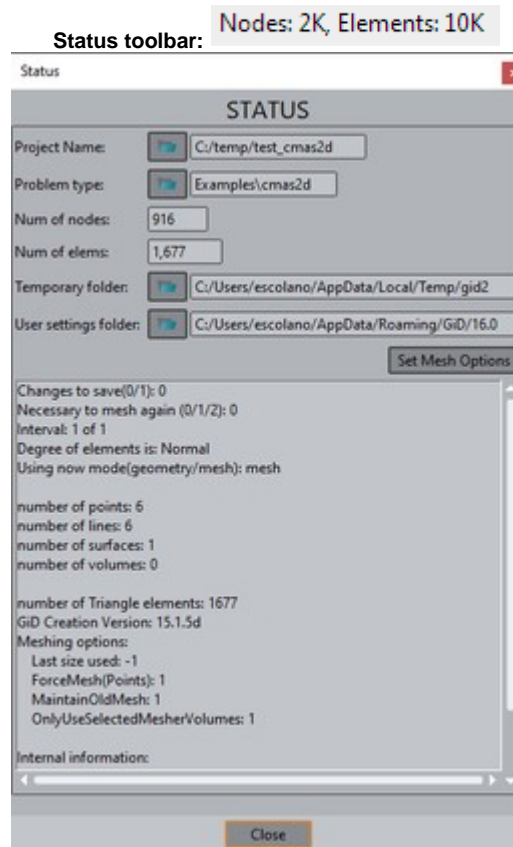 Status toolbar: Nodes: 2K, Elements: 10K
Status x
STATUS
Project Name: C:/temp/test_cmas2d
Problem type: Examples\cmas2d
Num of nodes: 916
Num of elems: 1,677
Temporary folder: C:/Users/escolano/AppData/Local/Temp/gid2
User settings folder: C:/Users/escolano/AppData/Roaming/GiD/16.0
Set Mesh Options
Changes to save(0/1): 0
Necessary to mesh again (0/1/2): 0
Interval: 1 of 1
Degree of elements is: Normal
Using now mode(geometry/mesh): mesh
number of points: 6
number of lines: 6
number of surfaces: 1
number of volumes: 0
number of Triangle elements: 1677
GiD Creation Version: 15.1.5d
Meshing options:
Last size used: -1
ForceMesh(Points): 1
MaintainOldMesh: 1
OnlyUseSelectedMesherVolumes: 1
Internal information:
Close